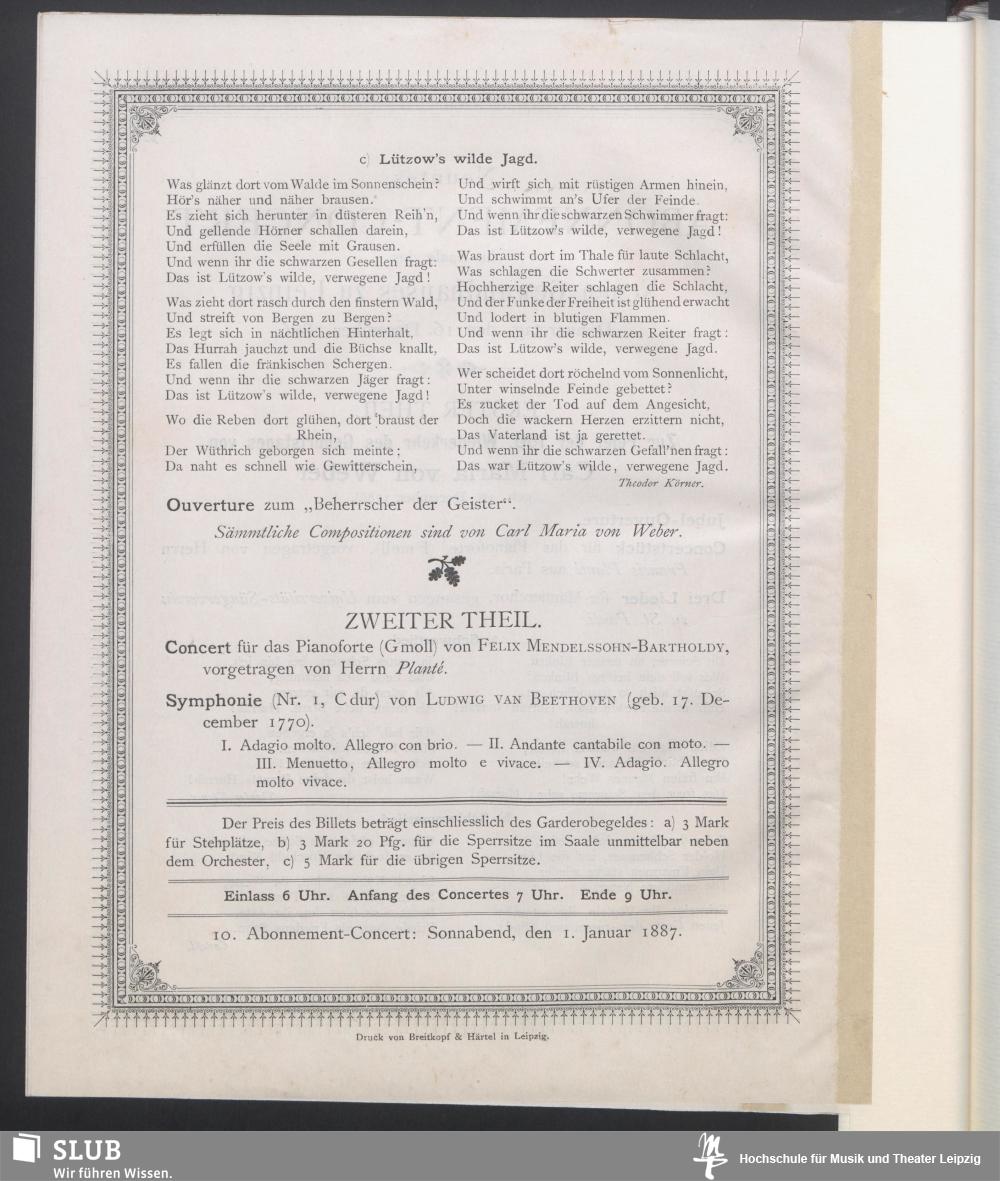 c) Lützow's wilde Jagd.
Was glänzt dort vom Walde im Sonnenschein?
Hör's näher und näher brausen.
Es zieht sich herunter in düsteren Reih'n,
Und gellende Hörner schallen darein,
Und erfüllen die Seele mit Grausen.
Und wenn ihr die schwarzen Gesellen fragt:
Das ist Lützow's wilde, verwegene Jagd!
Was zieht dort rasch durch den finstern Wald,
Und streift von Bergen zu Bergen?
Es legt sich in nächtlichen Hinterhalt,
Das Hurrah jauchzt und die Büchse knallt,
Es fallen die fränkischen Schergen.
Und wenn ihr die schwarzen Jäger fragt:
Das ist Lützow's wilde, verwegene Jagd!
Wo die Reben dort glühen, dort braust der
Rhein,
Der Wüthrich geborgen sich meinte;
Da naht es schnell wie Gewitterschein,
Und wirft sich mit rüstigen Armen hinein,
Und schwimmt an's Ufer der Feinde.
Und wenn ihr die schwarzen Schwimmer fragt:
Das ist Lützow's wilde, verwegene Jagd!
Was braust dort im Thale für laute Schlacht,
Was schlagen die Schwerter zusammen?
Hochherzige Reiter schlagen die Schlacht,
Und der Funke der Freiheit ist glühend erwacht
Und lodert in blutigen Flammen.
Und wenn ihr die schwarzen Reiter fragt:
Das ist Lützow's wilde, verwegene Jagd.
Wer scheidet dort röchelnd vom Sonnenlicht,
Unter winselnde Feinde gebettet?
Es zucket der Tod auf dem Angesicht,
Doch die wackern Herzen erzittern nicht,
Das Vaterland ist ja gerettet.
Und wenn ihr die schwarzen Gefall'nen fragt:
Das war Lützow's wilde, verwegene Jagd.
Theodor Körner.
Ouverture zum „Beherrscher der Geister“.
Sämmtliche Compositionen sind von Carl Maria von Weber.
ZWEITER THEIL.
Concert für das Pianoforte (G moll) von Felix Mendelssohn-Bartholdy,
vorgetragen von Herrn Planté.
Symphonie (Nr. 1, C dur) von Ludwig van Beethoven (geb. 17. De-
cember 1770).
I. Adagio molto. Allegro con brio. — II. Andante cantabile con moto. —
III. Menuetto, Allegro molto e vivace. — IV. Adagio. Allegro
molto vivace.
Der Preis des Billets beträgt einschliesslich des Garderobegeldes: a) 3 Mark
für Stehplätze, b) 3 Mark 20 Pfg. für die Sperrsitze im Saale unmittelbar neben
dem Orchester, c) 5 Mark für die übrigen Sperrsitze.
Einlass 6 Uhr. Anfang des Concertes 7 Uhr. Ende 9 Uhr.
10. Abonnement-Concert: Sonnabend, den 1. Januar 1887.
Druck von Breitkopf & Härtel in Leipzig.
SLUB
Wir führen Wissen.
Hochschule für Musik und Theater Leipzig